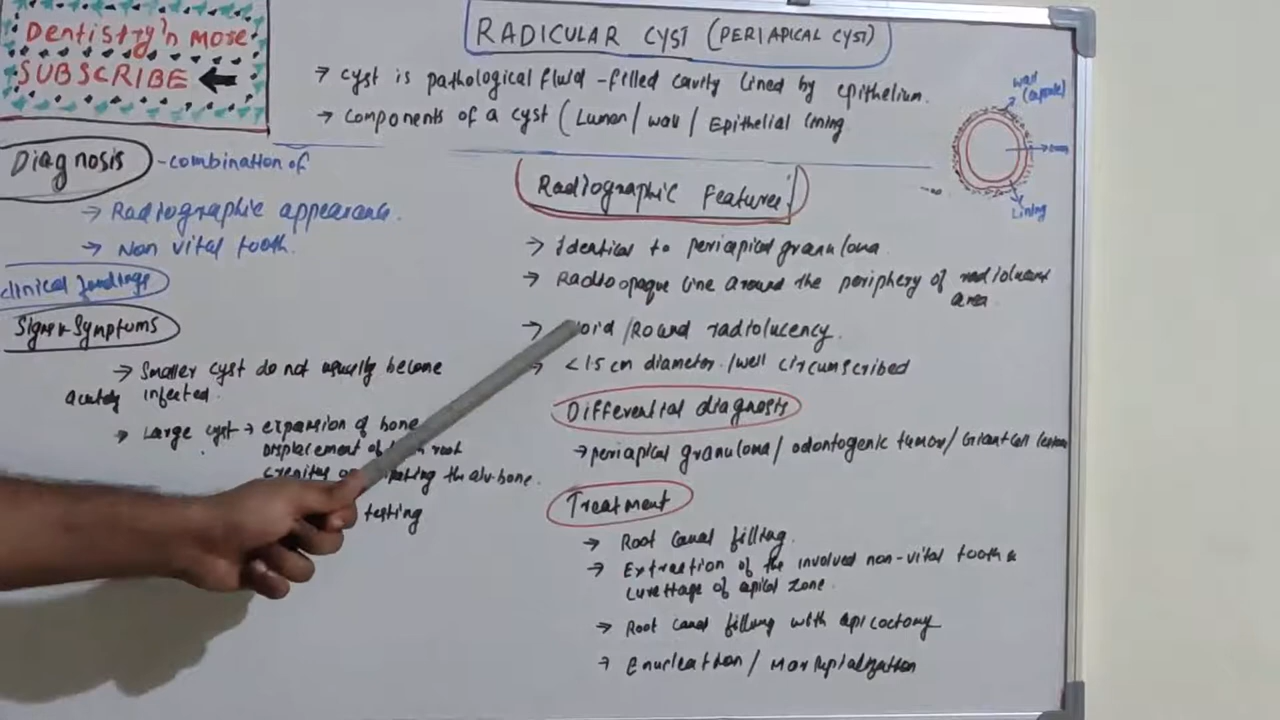 Dentistry'n more
SUBSCRIBE
RADICULAR CYST (PERIAPICAL CYST)
→ Cyst is pathological fluid-filled cavity lined by epithelium.
→ Components of a cyst (Lumen/wall/Epithelial lining
wall
(capsule)
Lining
Diagnosis - combination of
→ Radiographic appearance.
→ Non vital tooth.
clinical findings
Signs & Symptoms
→ Smaller cyst do not usually become
acutely infected.
→ Large cyst → expansion of bone
Displacement of root
crepitus the alv-bone.
testing
Radiographic Features:
→ Identical to periapical granuloma.
→ Radioopaque line around the periphery of radiolucent
area
→ /Round radiolucency.
→ <1.5 cm diameter./well circumscribed
Differential diagnosis
→ periapical granuloma/ odontogenic tumor/ Giant cell lesion
Treatment
→ Root canal filling.
→ Extraction of the involved non-vital tooth &
curettage of apical zone.
→ Root canal filling with apicoctomy
→ Enucleation/ Marsupialization